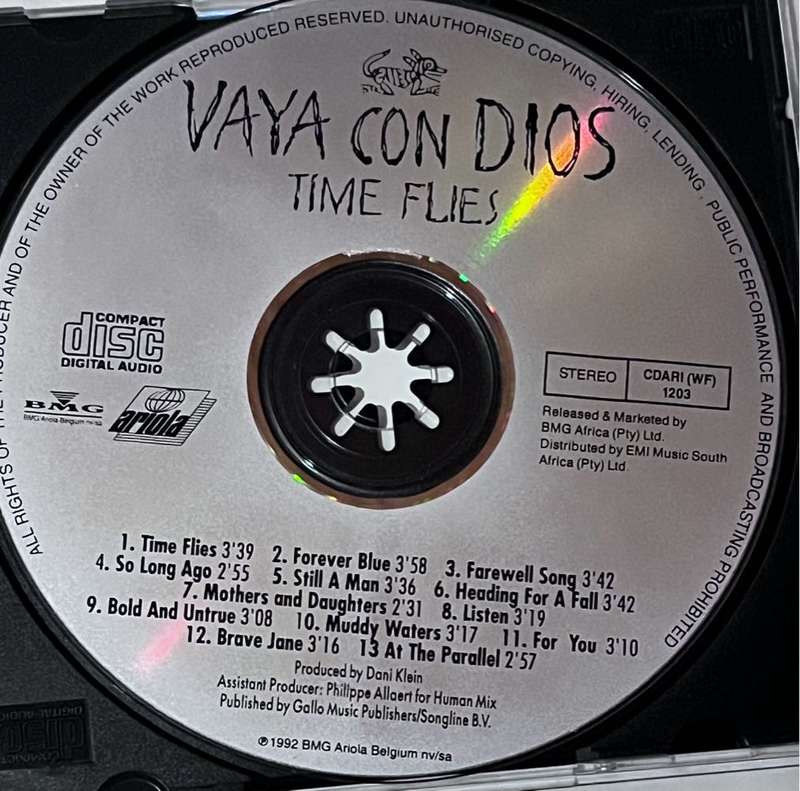 ALL RIGHTS OF THE PRODUCER AND OF THE OWNER OF THE WORK REPRODUCED RESERVED. UNAUTHORISED COPYING, HIRING, LENDING, PUBLIC PERFORMANCE AND BROADCASTING PROHIBITED
VAYA CON DIOS
TIME FLIES
COMPACT
disc
DIGITAL AUDIO
BMG
BMG Ariola Belgium nv/sa
ariola
STEREO
CDARI (WF)
1203
Released & Marketed by
BMG Africa (Pty) Ltd.
Distributed by EMI Music South
Africa (Pty) Ltd
1. Time Flies 3'39 2. Forever Blue 3'58 3. Farewell Song 3'42
4. So Long Ago 2'55 5. Still A Man 3'36 6. Heading For A Fall 3'42
7. Mothers and Daughters 2'31 8. Listen 3'19
9. Bold And Untrue 3'08 10. Muddy Waters 3'17 11. For You 3'10
12. Brave Jane 3'16 13 At The Parallel 2'57
Produced by Dani Klein
Assistant Producer: Philippe Allaert for Human Mix
Published by Gallo Music Publishers/Songline B.V.
℗1992 BMG Ariola Belgium nv/sa